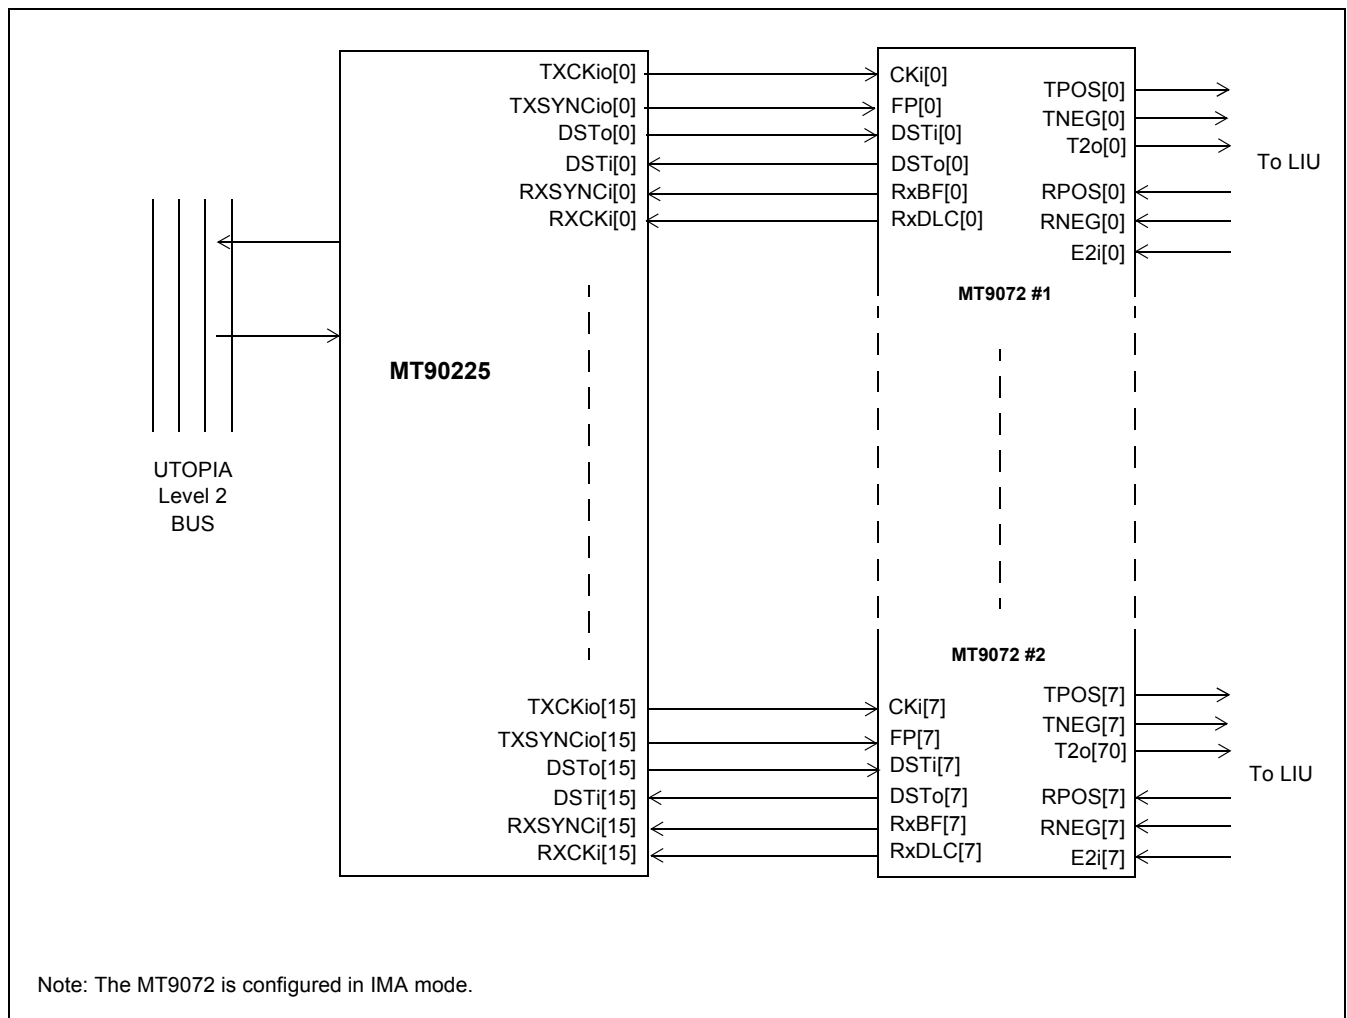 TXCKio[0]
TXSYNCio[0]
DSTo[0]
DSTi[0]
RXSYNCi[0]
RXCKi[0]
CKi[0]
FP[0]
DSTi[0]
DSTo[0]
RxBF[0]
RxDLC[0]
TPOS[0]
TNEG[0]
T2o[0]
RPOS[0]
RNEG[0]
E2i[0]
To LIU
MT9072 #1
MT90225
UTOPIA
Level 2
BUS
MT9072 #2
TXCKio[15]
TXSYNCio[15]
DSTo[15]
DSTi[15]
RXSYNCi[15]
RXCKi[15]
CKi[7]
FP[7]
DSTi[7]
DSTo[7]
RxBF[7]
RxDLC[7]
TPOS[7]
TNEG[7]
T2o[70]
RPOS[7]
RNEG[7]
E2i[7]
To LIU
Note: The MT9072 is configured in IMA mode.